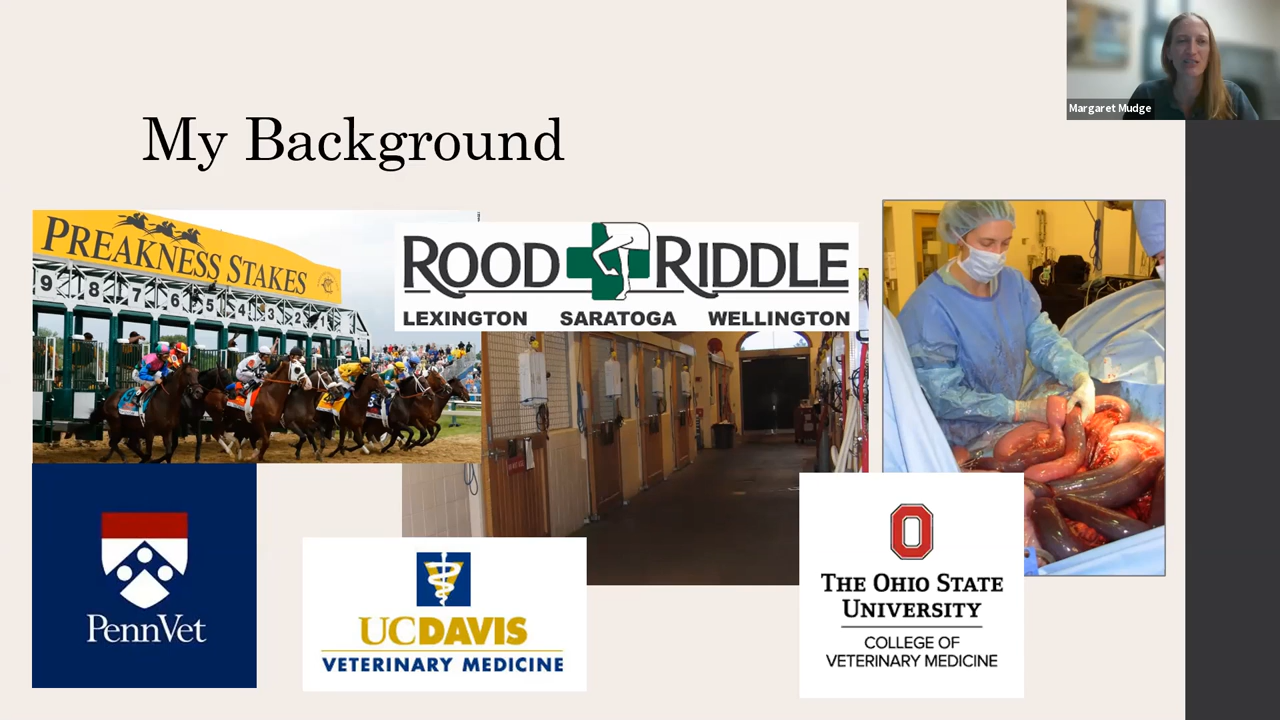 Margaret Mudge
My Background
PREAKNESS STAKES
9 8 7 6 5 4 3 2 1
ROOD RIDDLE
LEXINGTON SARATOGA WELLINGTON
PennVet
UCDAVIS
VETERINARY MEDICINE
O
THE OHIO STATE
UNIVERSITY
COLLEGE OF
VETERINARY MEDICINE